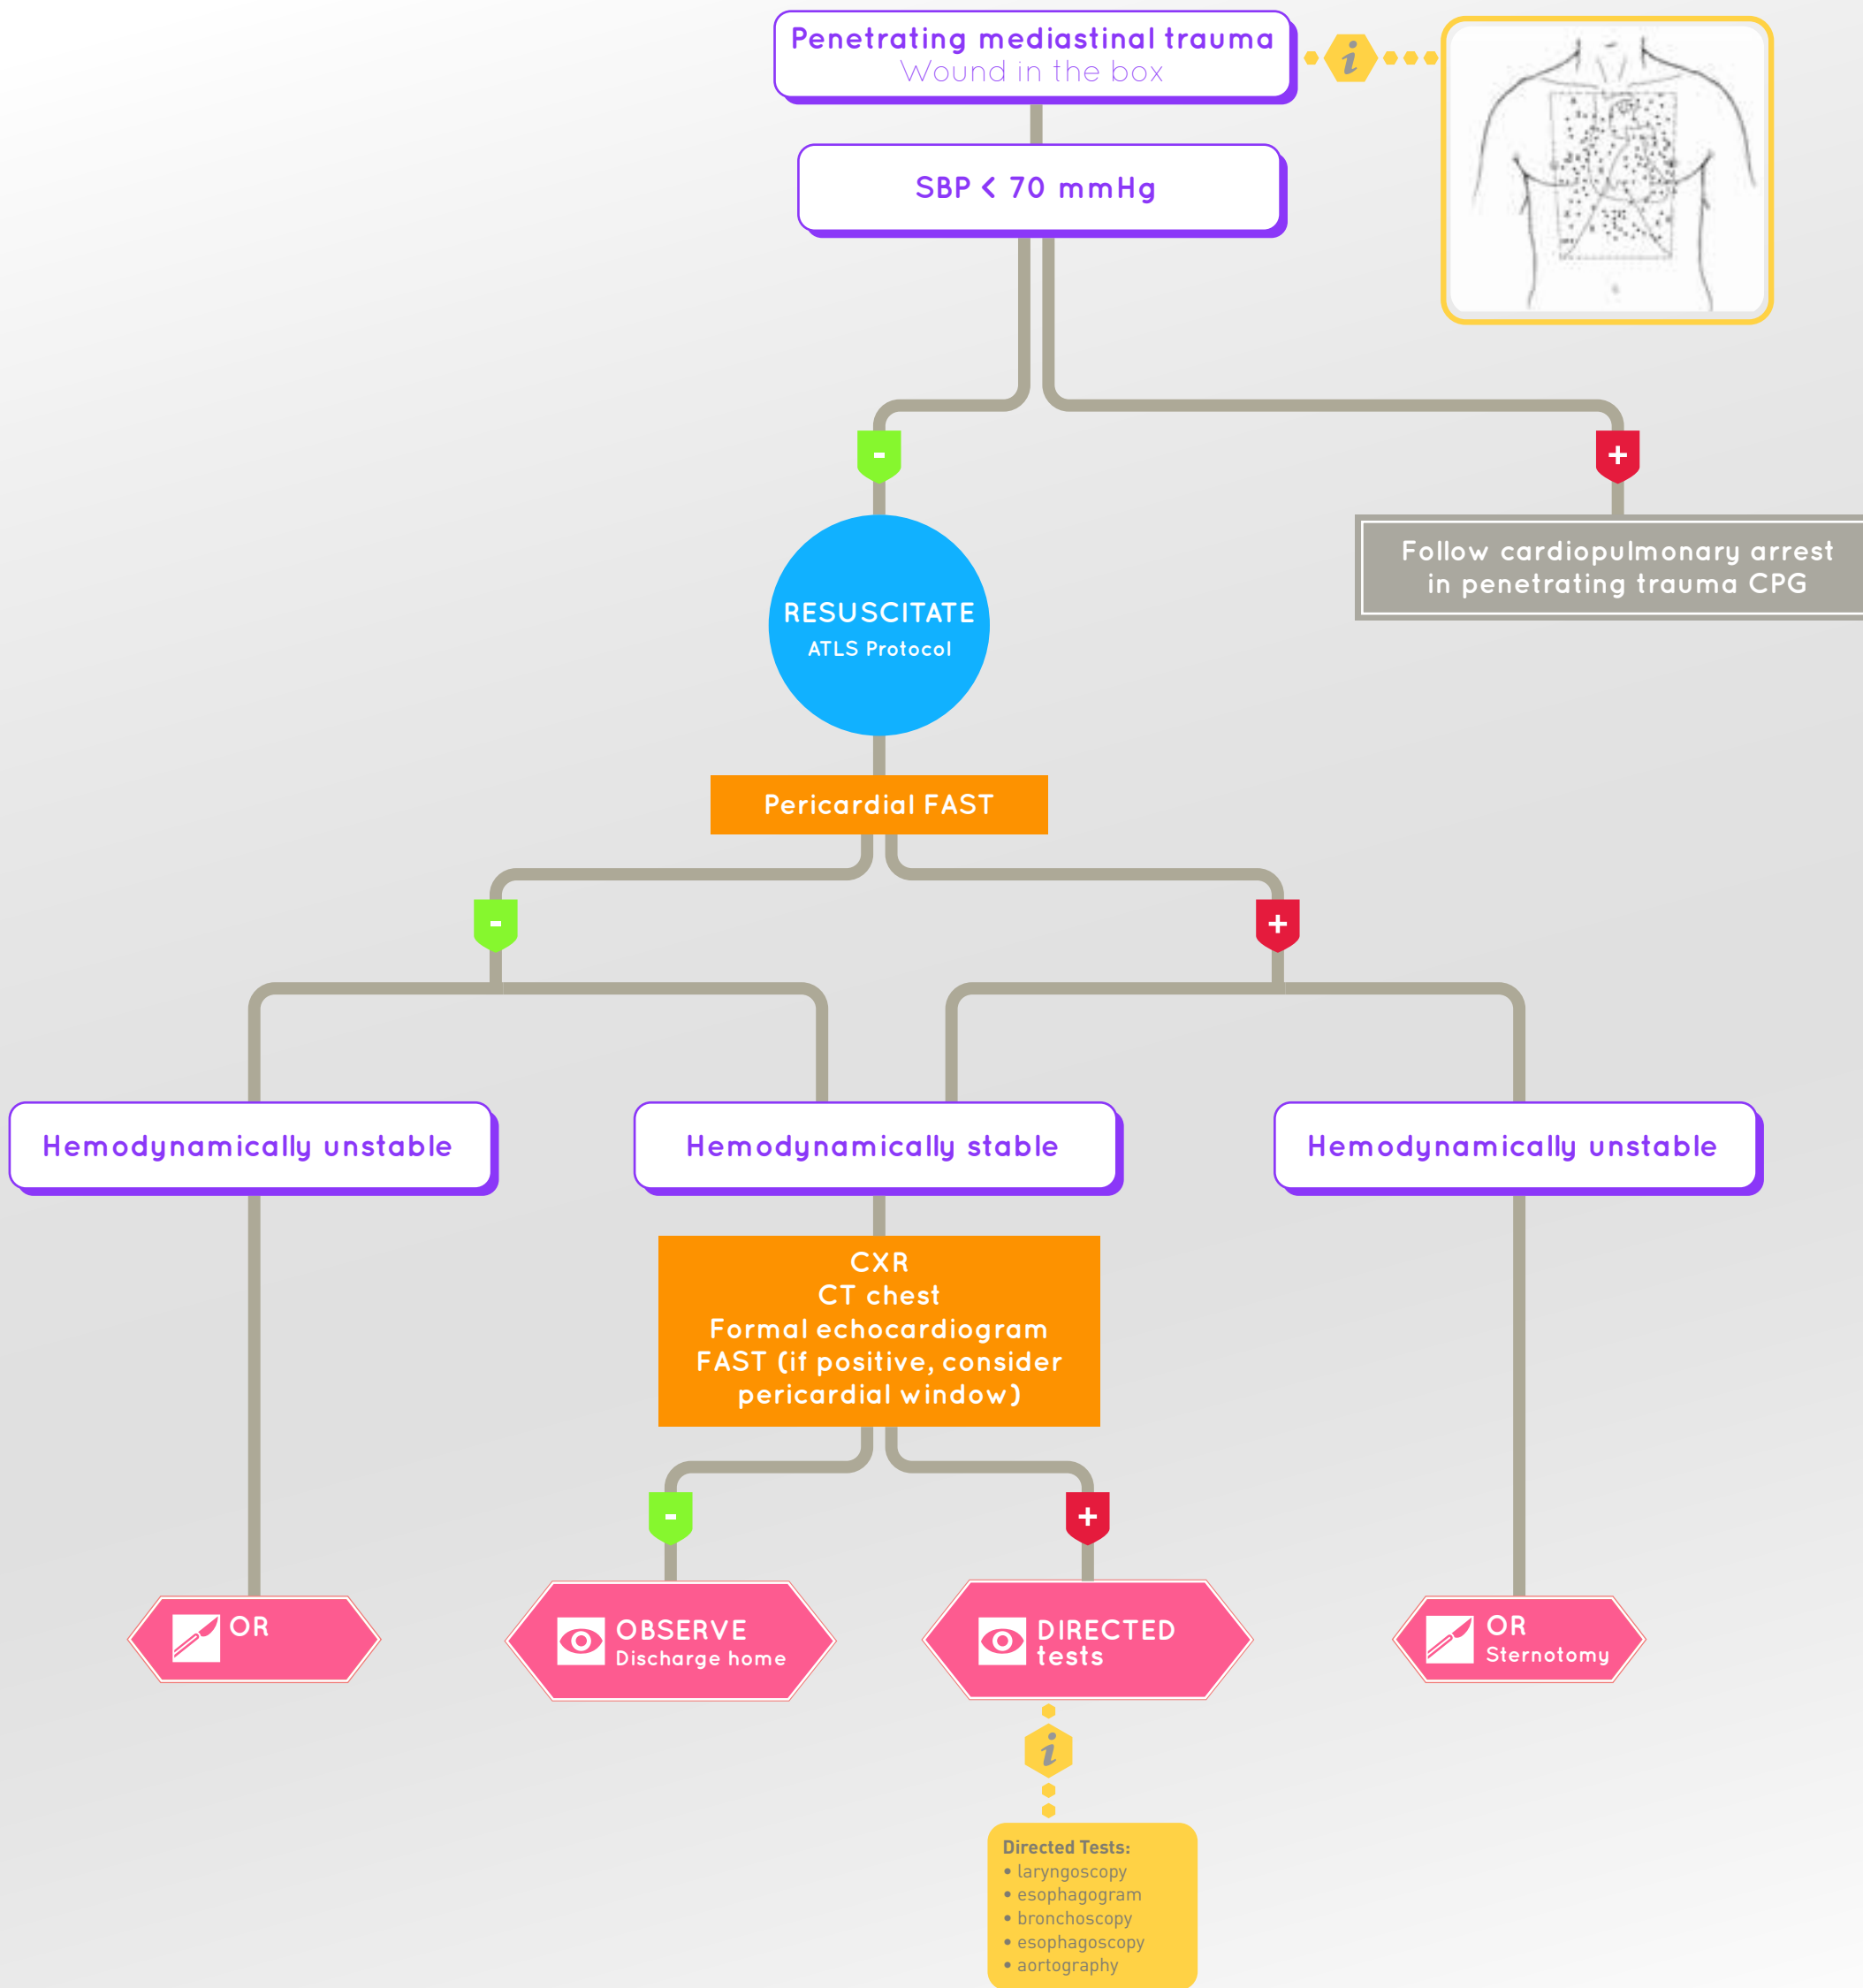 Penetrating mediastinal trauma
Wound in the box
i
SBP < 70 mmHg
-
+
Follow cardiopulmonary arrest
in penetrating trauma CPG
RESUSCITATE
ATLS Protocol
Pericardial FAST
-
+
Hemodynamically unstable
Hemodynamically stable
Hemodynamically unstable
CXR
CT chest
Formal echocardiogram
FAST (if positive, consider
pericardial window)
-
+
OR
OBSERVE
Discharge home
DIRECTED
tests
OR
Sternotomy
i
Directed Tests:
• laryngoscopy
• esophagogram
• bronchoscopy
• esophagoscopy
• aortography